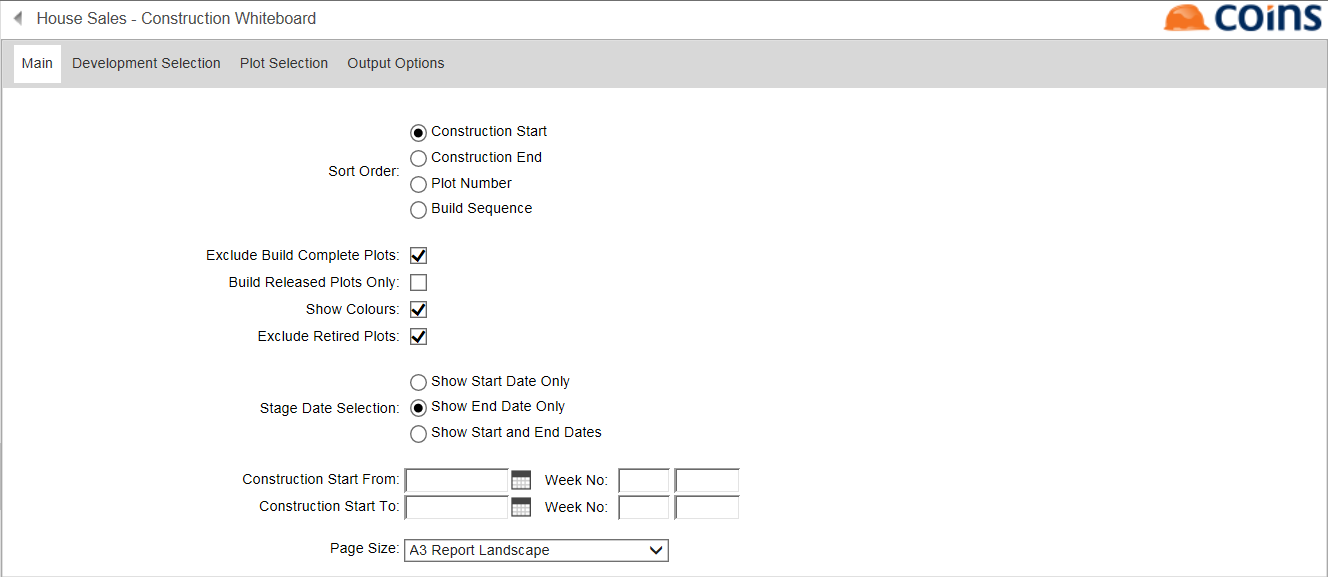 House Sales - Construction Whiteboard
coins
Main Development Selection Plot Selection Output Options
Sort Order:
Construction Start
Construction End
Plot Number
Build Sequence
Exclude Build Complete Plots:
Build Released Plots Only:
Show Colours:
Exclude Retired Plots:
Stage Date Selection:
Show Start Date Only
Show End Date Only
Show Start and End Dates
Construction Start From: Week No:
Construction Start To: Week No:
Page Size: A3 Report Landscape